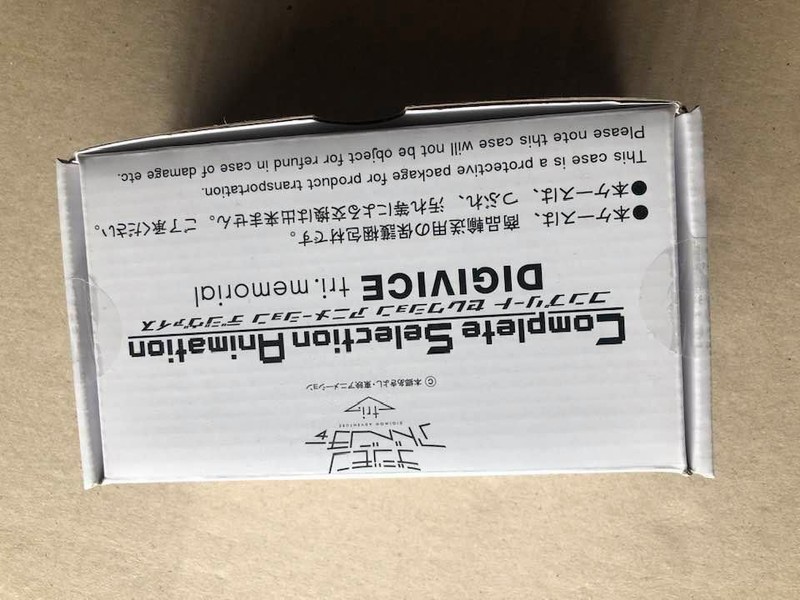 デジモン
アドベンチャー
DIGIMON ADVENTURE
tri.
© 本郷あきよし・東映アニメーション
Complete Selection Animation
コンプリート セレクション アニメーション デジヴァイス
DIGIVICE tri.memorial
●本ケースは、商品輸送用の保護梱包材です。
●本ケースは、つぶれ、汚れ等による交換は出来ません。ご了承ください。
This case is a protective package for product transportation.
Please note this case will not be object for refund in case of damage etc.